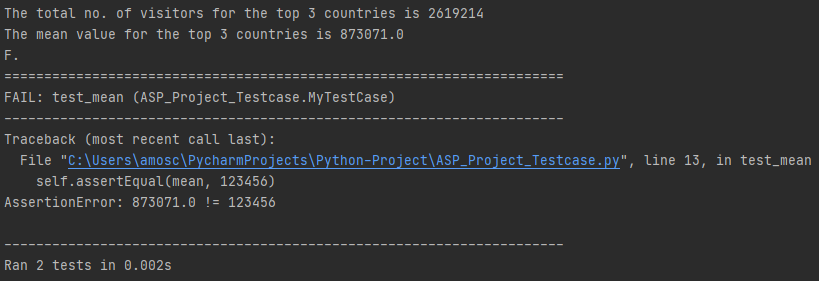 The total no. of visitors for the top 3 countries is 2619214
The mean value for the top 3 countries is 873071.0
F.
======================================================================
FAIL: test_mean (ASP_Project_Testcase.MyTestCase)
----------------------------------------------------------------------
Traceback (most recent call last):
  File "C:\Users\amosc\PycharmProjects\Python-Project\ASP_Project_Testcase.py", line 13, in test_mean
    self.assertEqual(mean, 123456)
AssertionError: 873071.0 != 123456

----------------------------------------------------------------------
Ran 2 tests in 0.002s